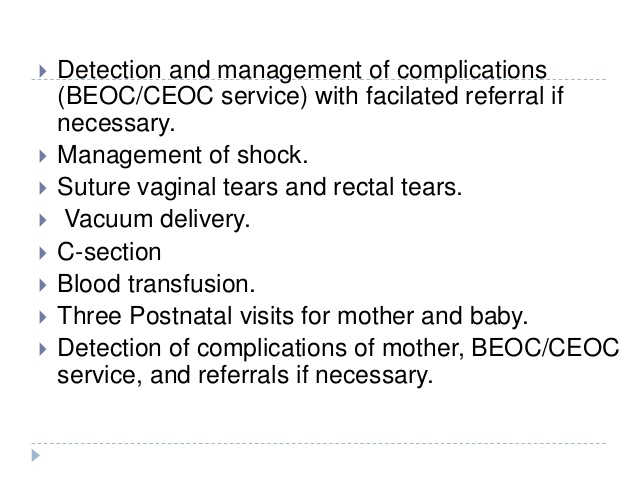 Detection and management of complications
(BEOC/CEOC service) with facilated referral if
necessary.
Management of shock.
Suture vaginal tears and rectal tears.
Vacuum delivery.
C-section
Blood transfusion.
Three Postnatal visits for mother and baby.
Detection of complications of mother, BEOC/CEOC
service, and referrals if necessary.